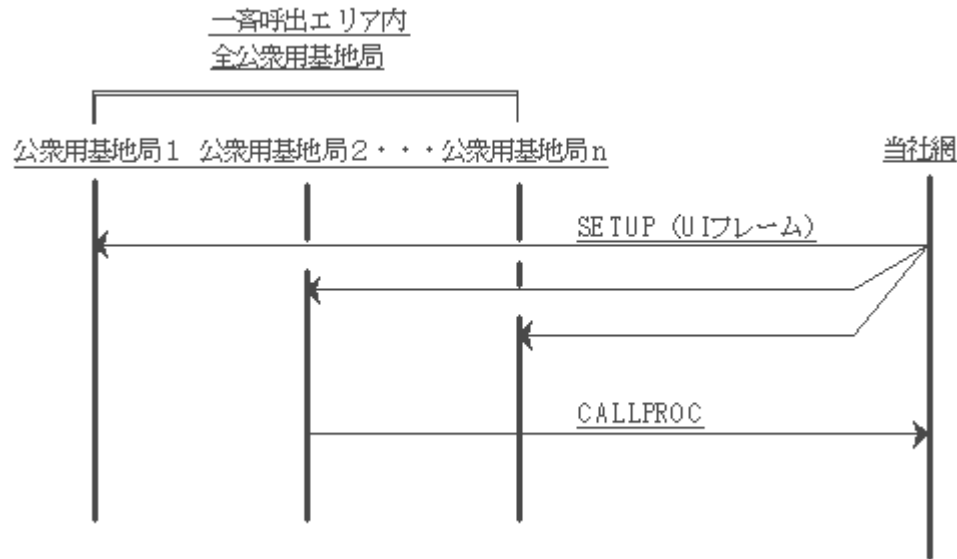 一斉呼出エリア内
全公衆用基地局
公衆用基地局1 公衆用基地局2・・・公衆用基地局n
当社網
SETUP (UIフレーム)
CALLPROC